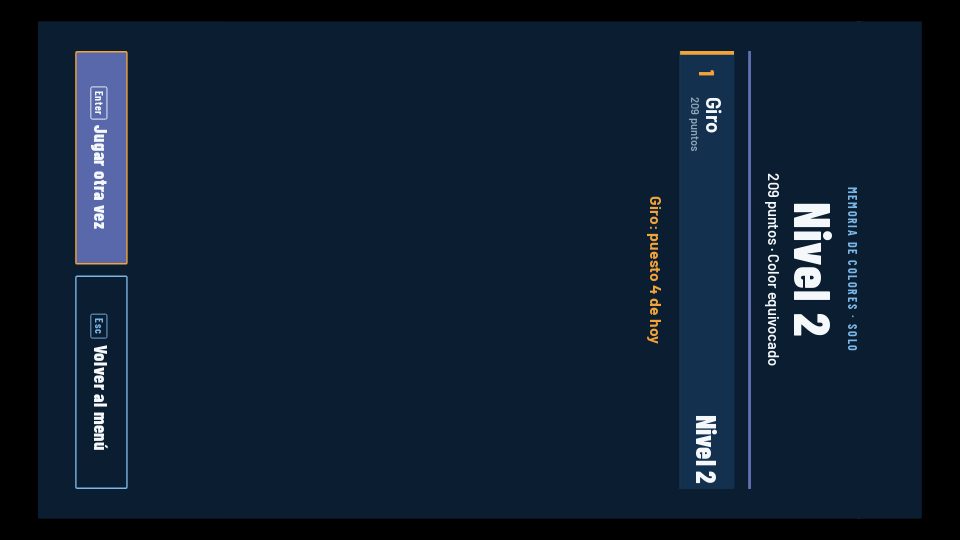 MEMORIA DE COLORES · SOLO
Nivel 2
209 puntos · Color equivocado
1 Giro Nivel 2
209 puntos
Giro: puesto 4 de hoy
Enter Jugar otra vez
Esc Volver al menú